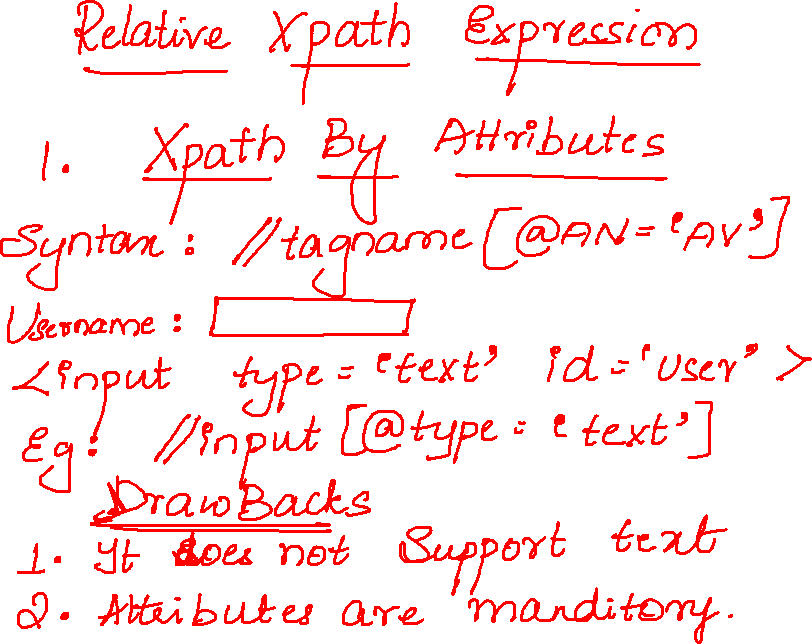 Relative Xpath Expression
1. Xpath By Attributes
Syntax : //tagname[@AN='AV']
Username :
<input type='text' id='user'>
Eg: //input[@type='text']
DrawBacks
1. It does not Support text
2. Attributes are manditory.